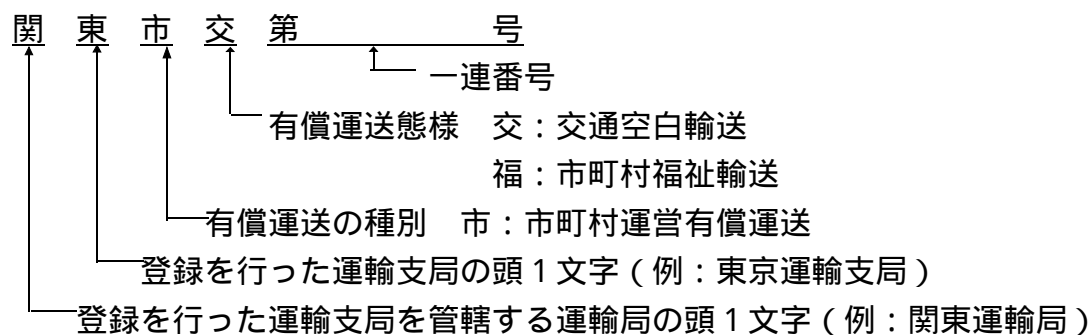 関 東 市 交 第　　　　　号
一連番号
有償運送態様　交：交通空白輸送
福：市町村福祉輸送
有償運送の種別　市：市町村運営有償運送
登録を行った運輸支局の頭１文字（例：東京運輸支局）
登録を行った運輸支局を管轄する運輸局の頭１文字（例：関東運輸局）